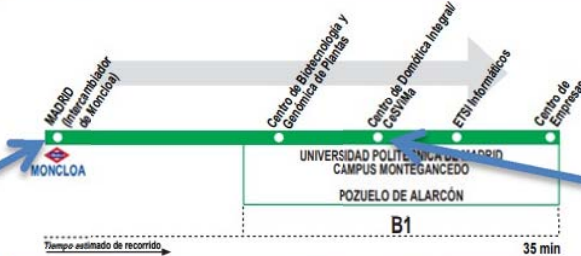 MADRID
(Intercambiador
de Moncloa)
Centro de Biotecnología y
Genómica de Plantas
Centro de Domótica Integral/
CeSViMa
ETSI Informáticos
Centro de
MONCLOA
UNIVERSIDAD POLITÉCNICA DE MADRID
CAMPUS MONTEGANCEDO
POZUELO DE ALARCÓN
B1
Tiempo estimado de recorrido
35 min